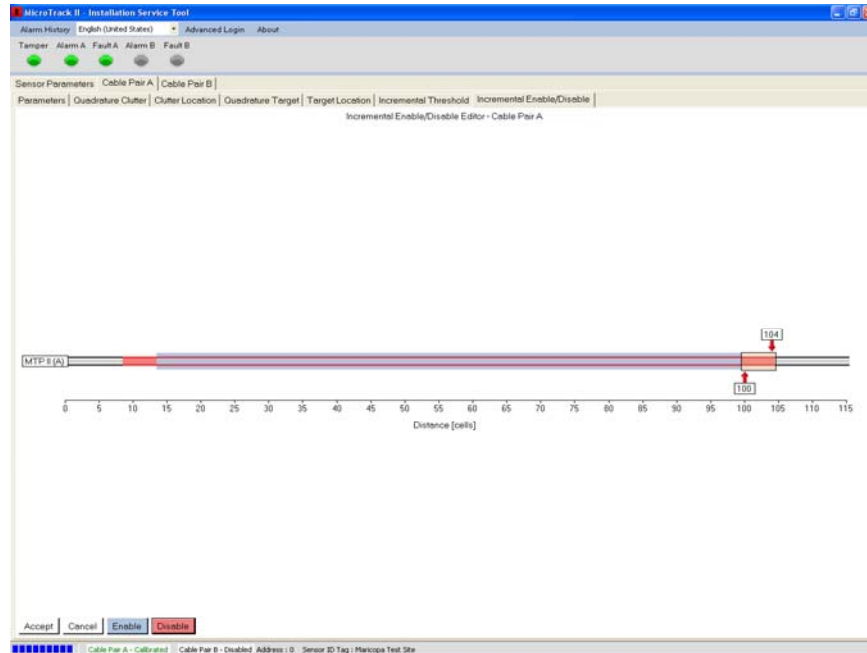 MicroTrack II - Installation Service Tool
Alarm History English (United States) Advanced Login About
Tamper Alarm A Fault A Alarm B Fault B
Sensor Parameters Cable Pair A Cable Pair B
Parameters Quadrature Clutter Clutter Location Quadrature Target Target Location Incremental Threshold Incremental Enable/Disable
Incremental Enable/Disable Editor - Cable Pair A
104
MTP II (A)
100
0 5 10 15 20 25 30 35 40 45 50 55 60 65 70 75 80 85 90 95 100 105 110 115
Distance [cells]
Accept Cancel Enable Disable
Cable Pair A - Calibrated Cable Pair B - Disabled Address : 0 Sensor ID Tag : Maricopa Test Site